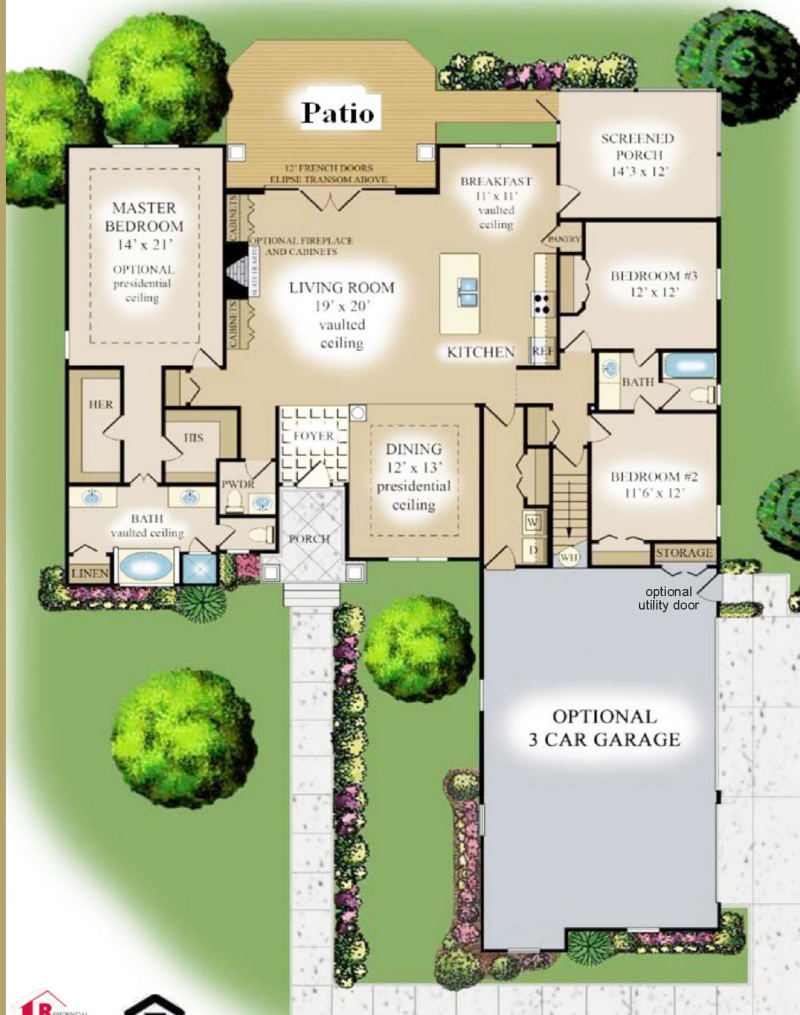 Patio
12' FRENCH DOORS
ELIPSE TRANSOM ABOVE
SCREENED
PORCH
14'3 x 12'
BREAKFAST
11' x 11'
vaulted
ceiling
MASTER
BEDROOM
14' x 21'
OPTIONAL
presidential
ceiling
CABINETS
OPTIONAL FIREPLACE
AND CABINETS
CABINETS
LIVING ROOM
19' x 20'
vaulted
ceiling
PANTRY
BEDROOM #3
12' x 12'
KITCHEN
REF
BATH
HER
HIS
FOYER
DINING
12' x 13'
presidential
ceiling
BEDROOM #2
11'6' x 12'
PWDR
BATH
vaulted ceiling
PORCH
W
D
WH
STORAGE
LINEN
optional
utility door
OPTIONAL
3 CAR GARAGE